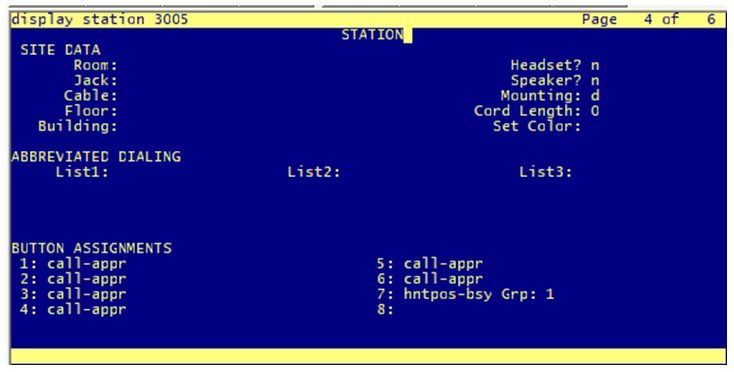 display station 3005 Page 4 of 6
STATION
SITE DATA
Room: Headset? n
Jack: Speaker? n
Cable: Mounting: d
Floor: Cord Length: 0
Building: Set Color:
ABBREVIATED DIALING
List1: List2: List3:
BUTTON ASSIGNMENTS
1: call-appr 5: call-appr
2: call-appr 6: call-appr
3: call-appr 7: hntpos-bsy Grp: 1
4: call-appr 8: